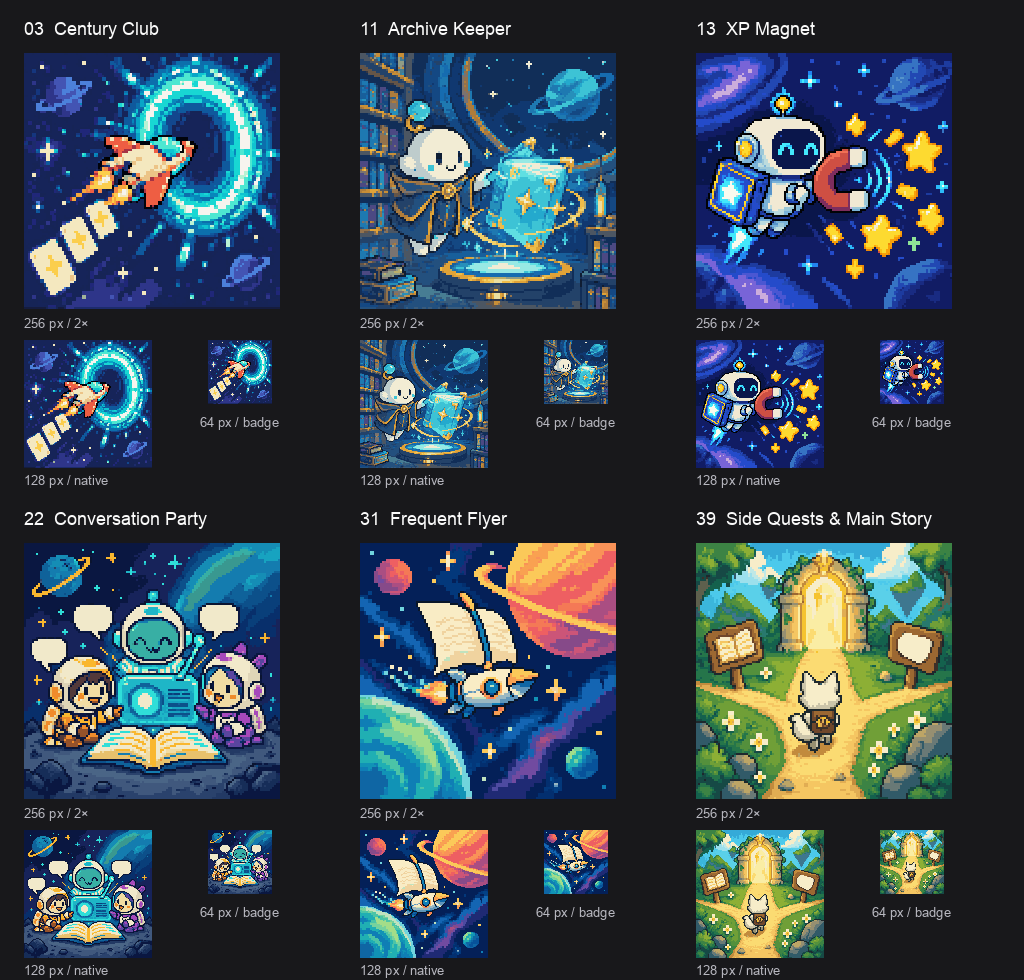 03 Century Club
11 Archive Keeper
13 XP Magnet
256 px / 2×
256 px / 2×
256 px / 2×
64 px / badge
64 px / badge
64 px / badge
128 px / native
128 px / native
128 px / native
22 Conversation Party
31 Frequent Flyer
39 Side Quests & Main Story
256 px / 2×
256 px / 2×
256 px / 2×
64 px / badge
64 px / badge
64 px / badge
128 px / native
128 px / native
128 px / native